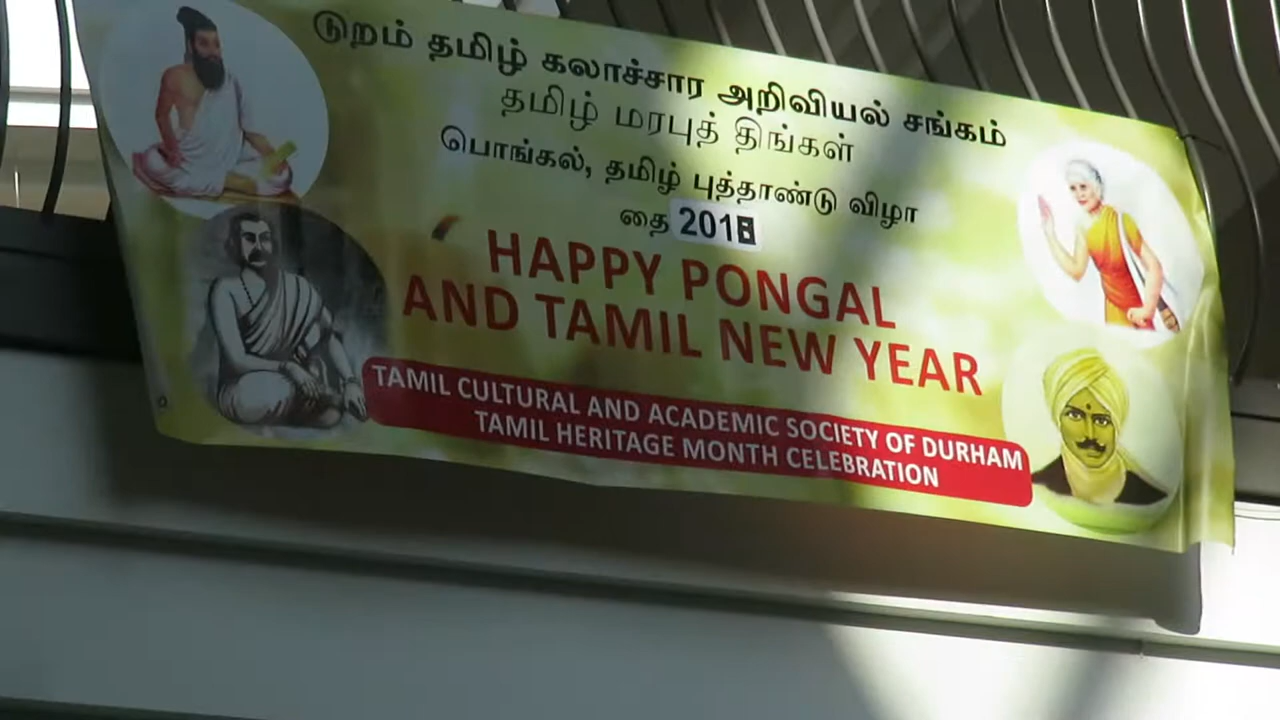 டுறம் தமிழ் கலாச்சார அறிவியல் சங்கம்
தமிழ் மரபுத் திங்கள்
பொங்கல், தமிழ் புத்தாண்டு விழா
தை 2018
HAPPY PONGAL
AND TAMIL NEW YEAR
TAMIL CULTURAL AND ACADEMIC SOCIETY OF DURHAM
TAMIL HERITAGE MONTH CELEBRATION